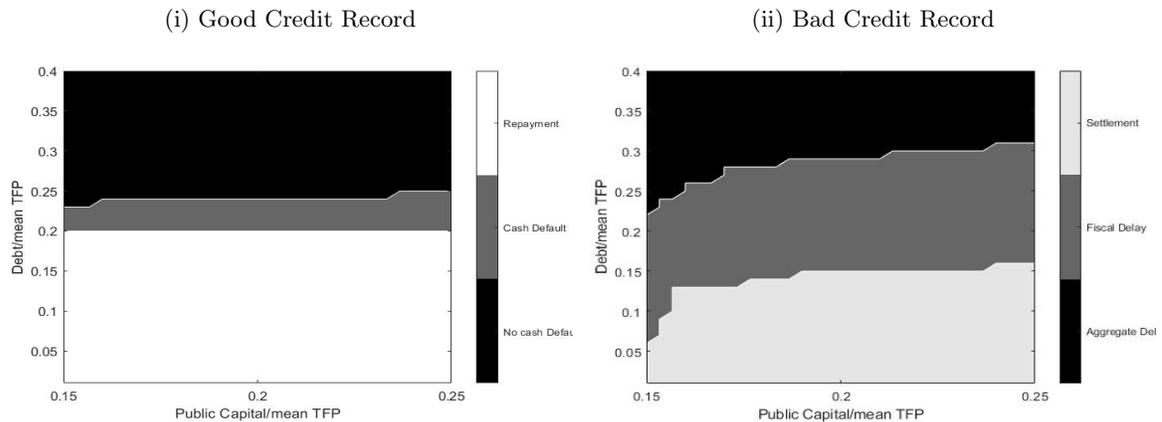 (i) Good Credit Record
(ii) Bad Credit Record
0.4
0.35
0.3
0.25
0.2
0.15
0.1
0.05
Debt/mean TFP
0.15
0.2
0.25
Public Capital/mean TFP
Repayment
Cash Default
No cash Defau
0.4
0.35
0.3
0.25
0.2
0.15
0.1
0.05
Debt/mean TFP
0.15
0.2
0.25
Public Capital/mean TFP
Settlement
Fiscal Delay
Aggregate Del